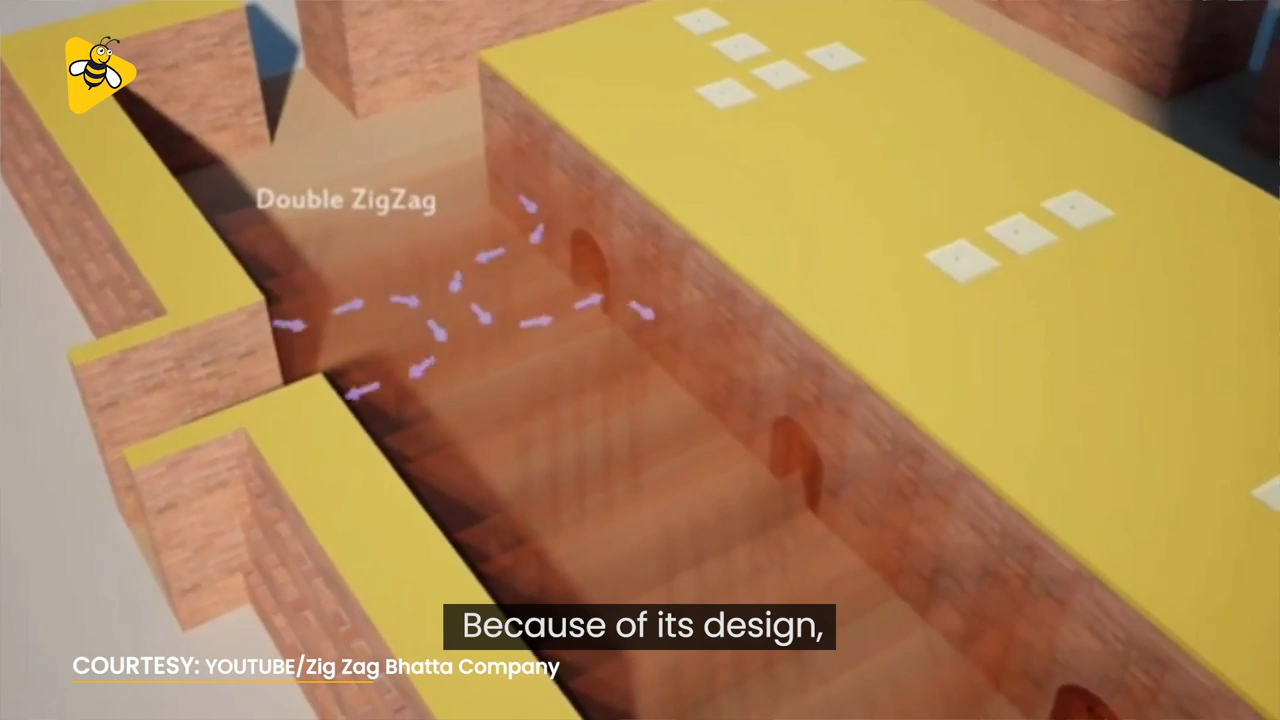 Double ZigZag
Because of its design,
COURTESY: YOUTUBE/Zig Zag Bhatta Company